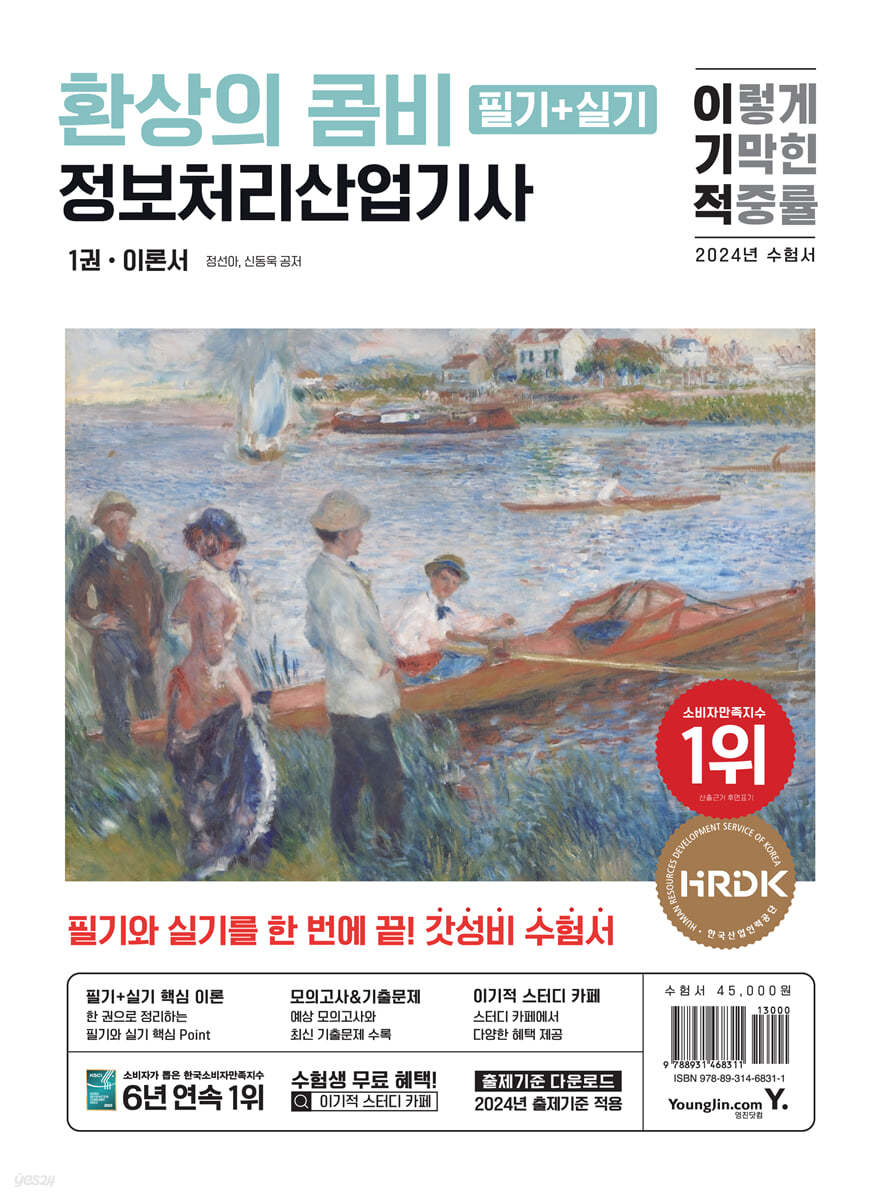 환상의 콤비 필기+실기
정보처리산업기사
1권 • 이론서 정선아, 신동욱 공저
이렇게
기막힌
적중률
2024년 수험서
소비자만족지수
1위
산출근거 후면표기
HUMAN RESOURCES DEVELOPMENT SERVICE OF KOREA
HRDK
한국산업인력공단
필기와 실기를 한 번에 끝! 갓성비 수험서
필기+실기 핵심 이론
한 권으로 정리하는
필기와 실기 핵심 Point
모의고사&기출문제
예상 모의고사와
최신 기출문제 수록
이기적 스터디 카페
스터디 카페에서
다양한 혜택 제공
KSCI
소비자가 뽑은 한국소비자만족지수
6년 연속 1위
수험생 무료 혜택!
이기적 스터디 카페
출제기준 다운로드
2024년 출제기준 적용
수험서 45,000원
13000
9 788931 468311
ISBN 978-89-314-6831-1
YoungJin.com Y.
영진닷컴
yes24